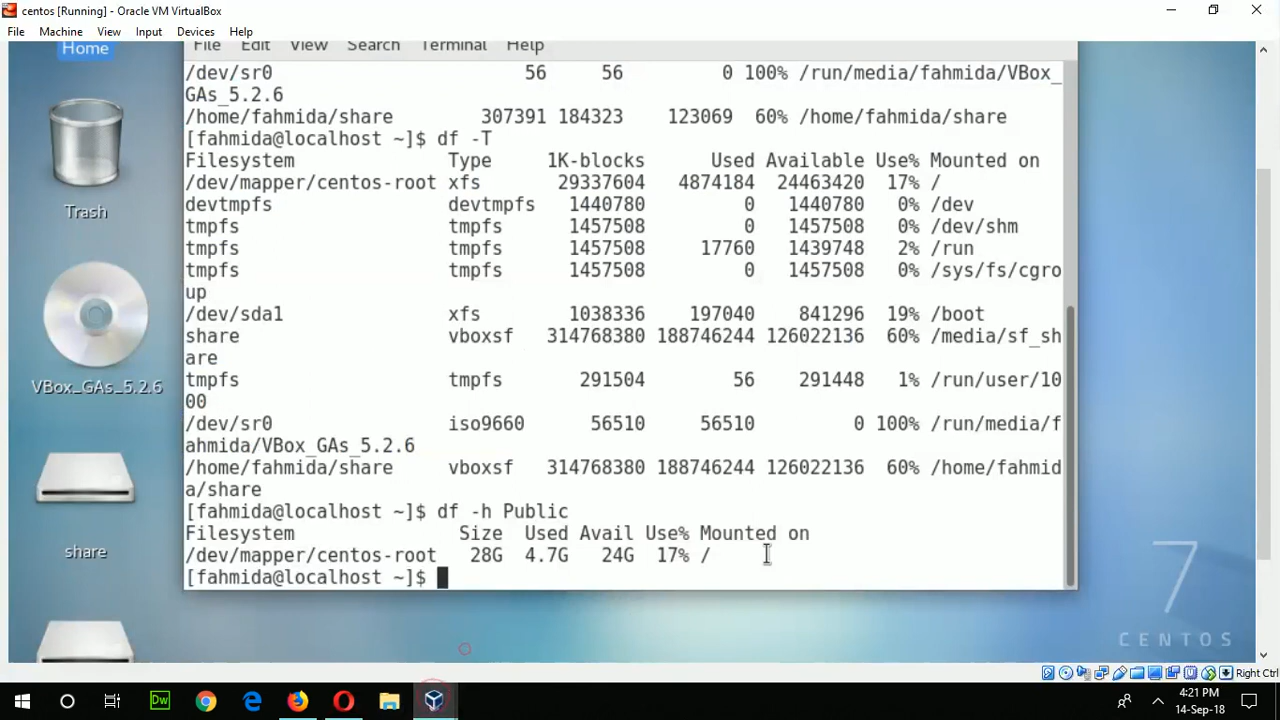 centos [Running] - Oracle VM VirtualBox
File Machine View Input Devices Help
Home
File Edit View Search Terminal Help
/dev/sr0 56 56 0 100% /run/media/fahmida/VBox_
GAs_5.2.6
/home/fahmida/share 307391 184323 123069 60% /home/fahmida/share
[fahmida@localhost ~]$ df -T
Filesystem Type 1K-blocks Used Available Use% Mounted on
/dev/mapper/centos-root xfs 29337604 4874184 24463420 17% /
devtmpfs devtmpfs 1440780 0 1440780 0% /dev
tmpfs tmpfs 1457508 0 1457508 0% /dev/shm
tmpfs tmpfs 1457508 17760 1439748 2% /run
tmpfs tmpfs 1457508 0 1457508 0% /sys/fs/cgro
up
/dev/sda1 xfs 1038336 197040 841296 19% /boot
share vboxsf 314768380 188746244 126022136 60% /media/sf_sh
are
tmpfs tmpfs 291504 56 291448 1% /run/user/10
00
/dev/sr0 iso9660 56510 56510 0 100% /run/media/f
ahmida/VBox_GAs_5.2.6
/home/fahmida/share vboxsf 314768380 188746244 126022136 60% /home/fahmid
a/share
[fahmida@localhost ~]$ df -h Public
Filesystem Size Used Avail Use% Mounted on
/dev/mapper/centos-root 28G 4.7G 24G 17% /
[fahmida@localhost ~]$
Trash
VBox_GAs_5.2.6
share
7
CENTOS
Right Ctrl
Dw
4:21 PM
14-Sep-18